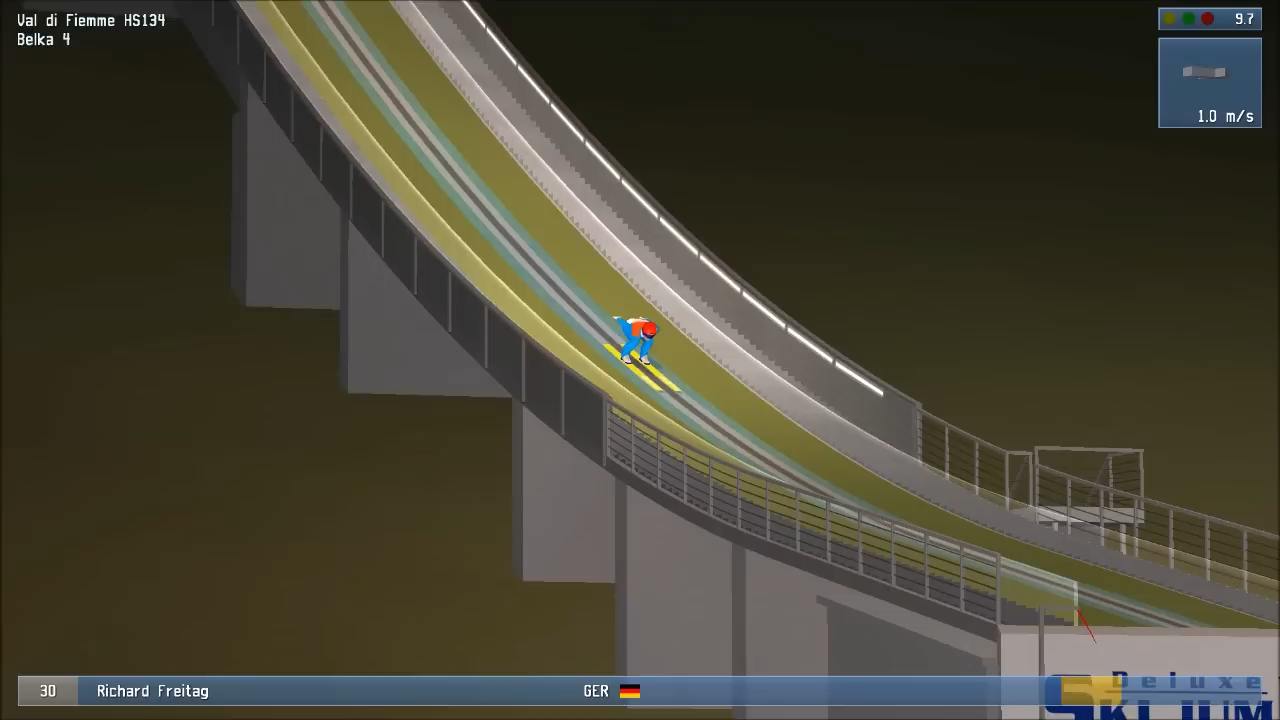 Val di Fiemme HS134
Belka 4
9.7
1.0 m/s
30 Richard Freitag GER
Deluxe